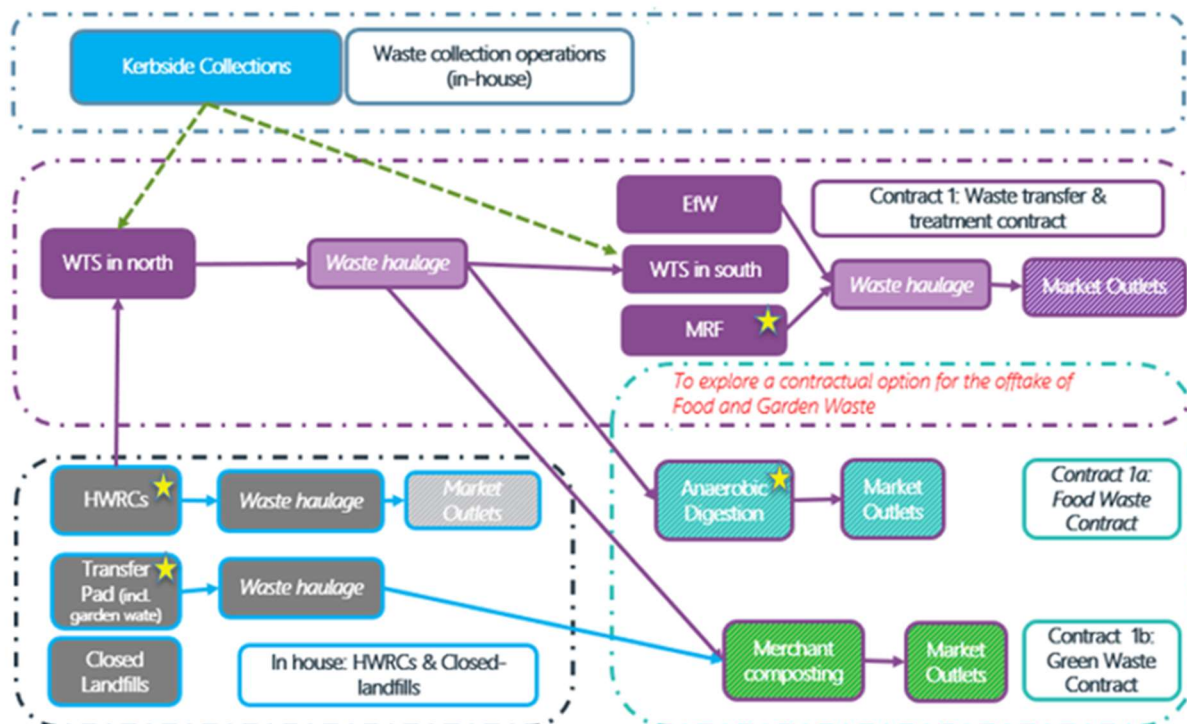 Kerbside Collections
Waste collection operations
(in-house)
EfW
Contract 1: Waste transfer &
treatment contract
WTS in north
Waste haulage
WTS in south
Waste haulage
Market Outlets
MRF
To explore a contractual option for the offtake of
Food and Garden Waste
HWRCs
Waste haulage
Market
Outlets
Anaerobic
Digestion
Market
Outlets
Contract 1a:
Food Waste
Contract
Transfer
Pad (incl.
garden wate)
Waste haulage
Closed
Landfills
In house: HWRCs & Closed-
landfills
Merchant
composting
Market
Outlets
Contract 1b:
Green Waste
Contract